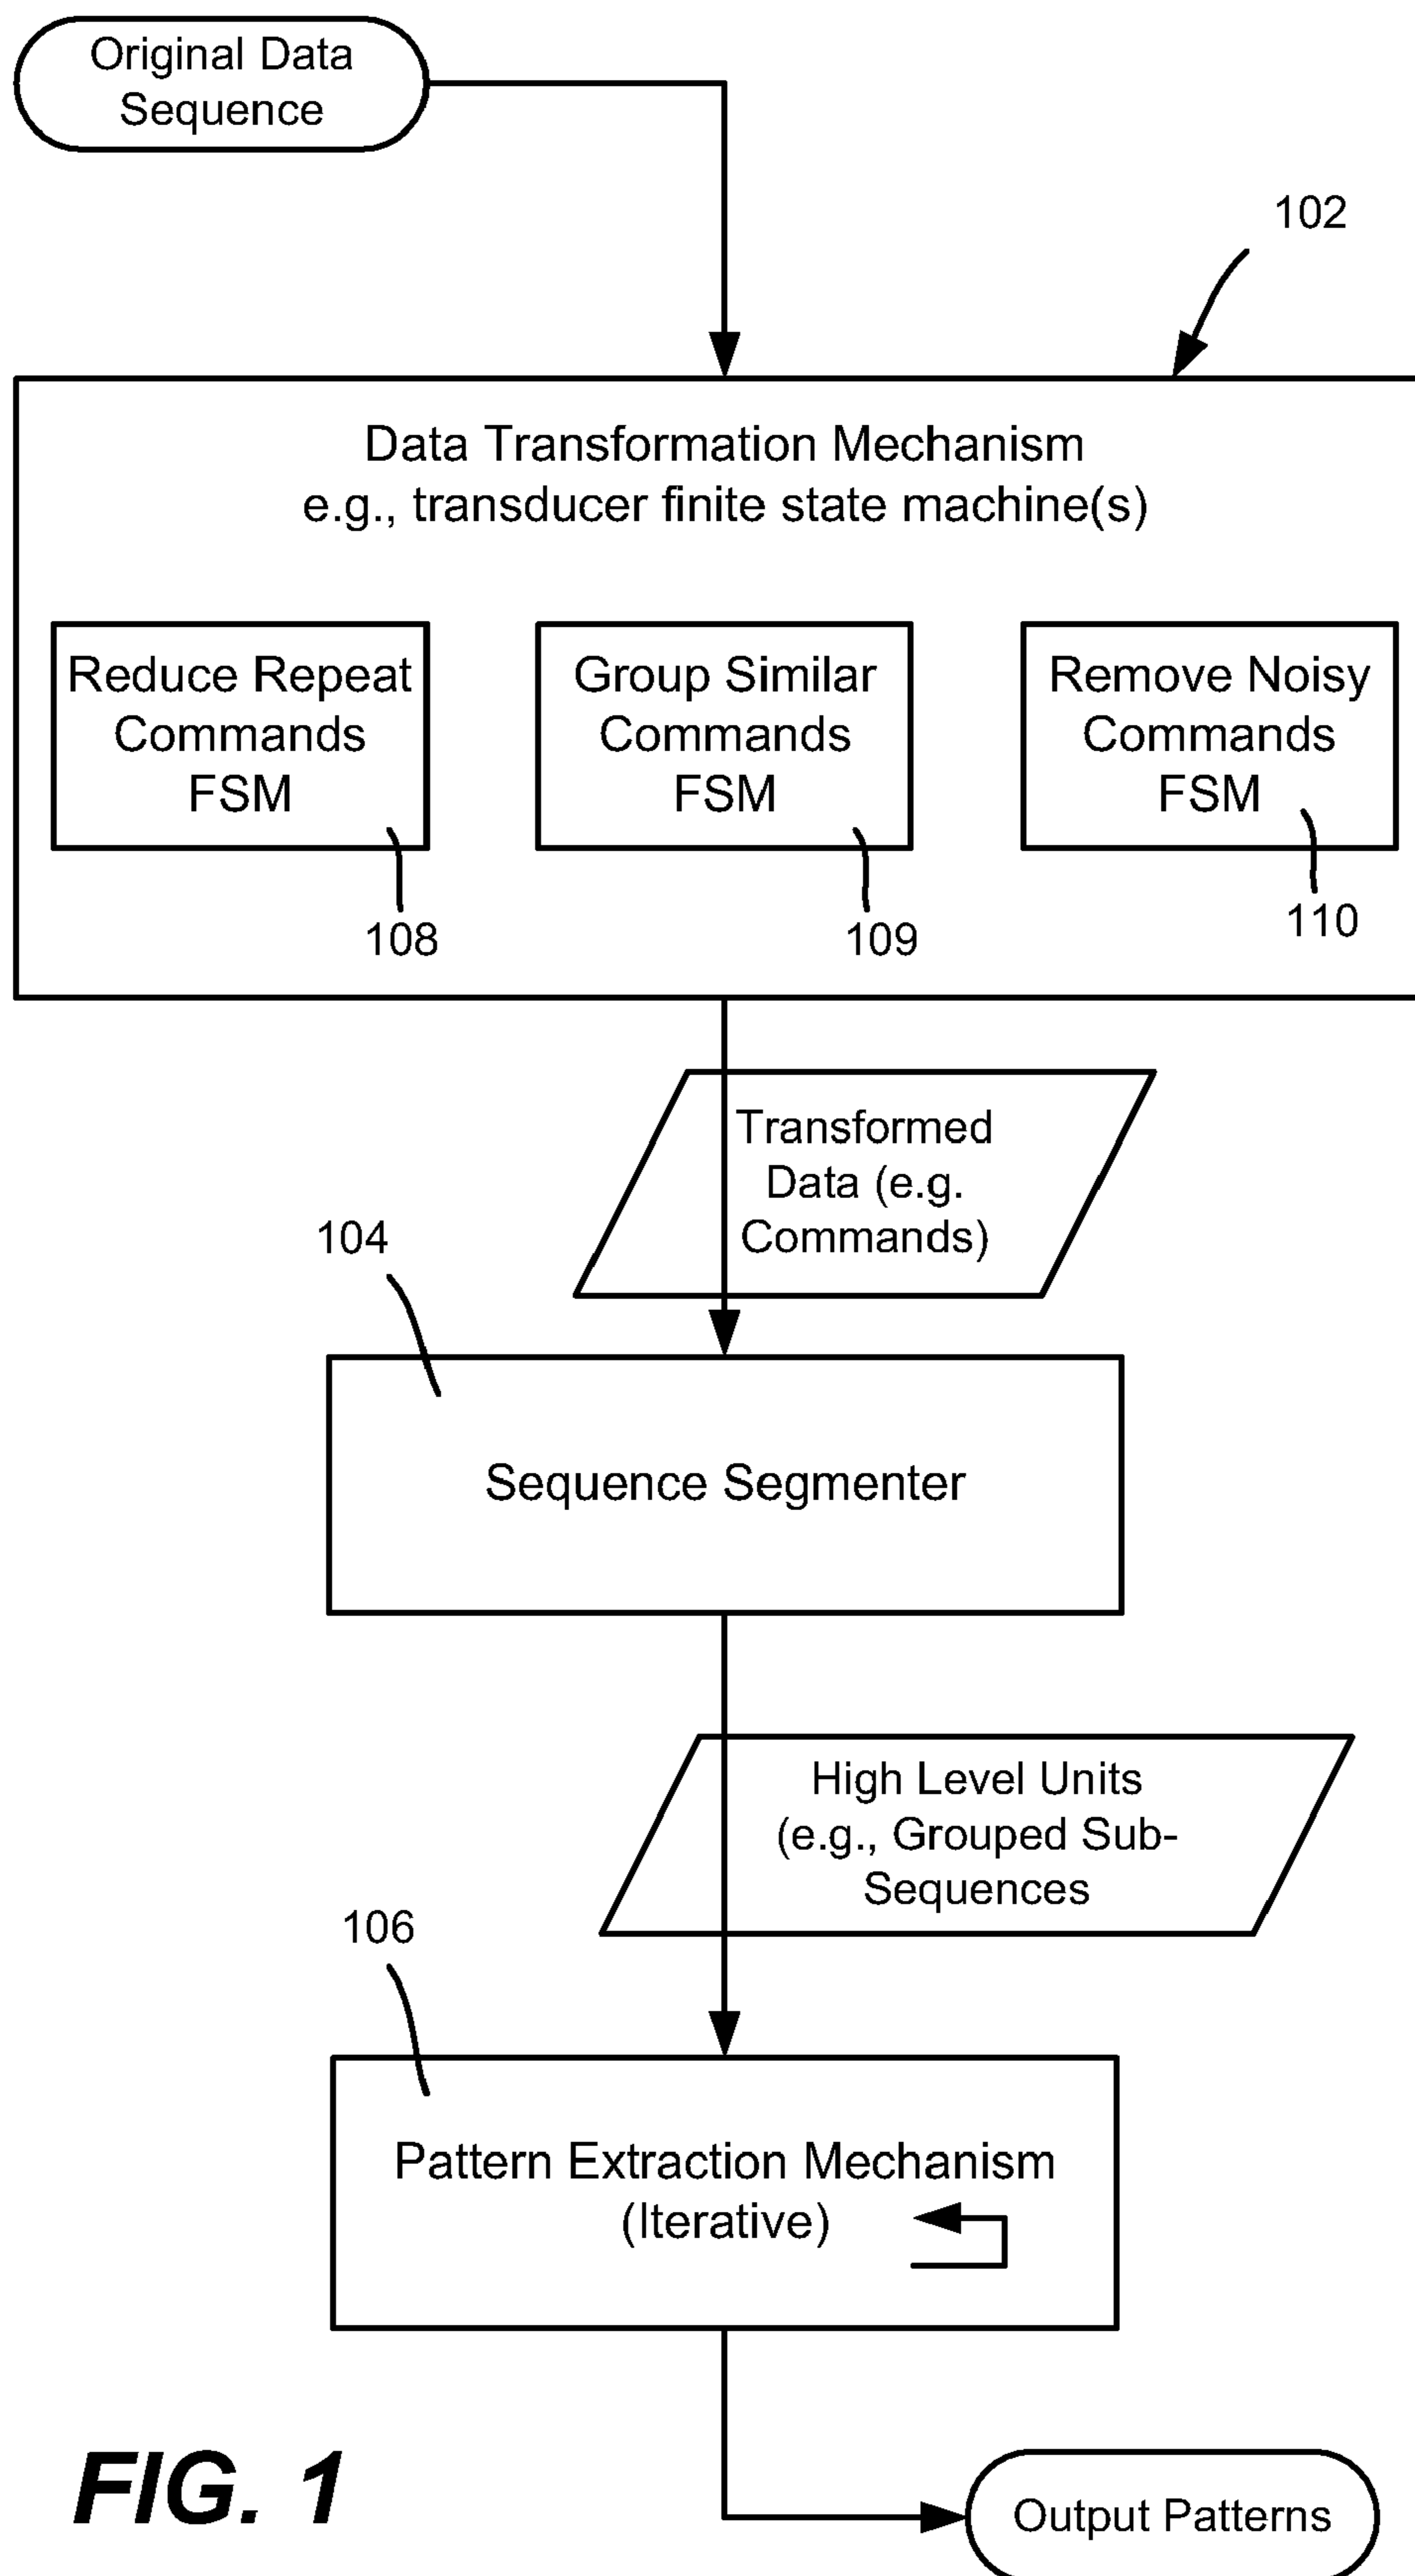 Original Data
Sequence
102
Data Transformation Mechanism
e.g., transducer finite state machine(s)
Reduce Repeat
Commands
FSM
Group Similar
Commands
FSM
Remove Noisy
Commands
FSM
108
109
110
Transformed
Data (e.g.
Commands)
104
Sequence Segmenter
High Level Units
(e.g., Grouped Sub-
Sequences
106
Pattern Extraction Mechanism
(Iterative)
FIG. 1
Output Patterns